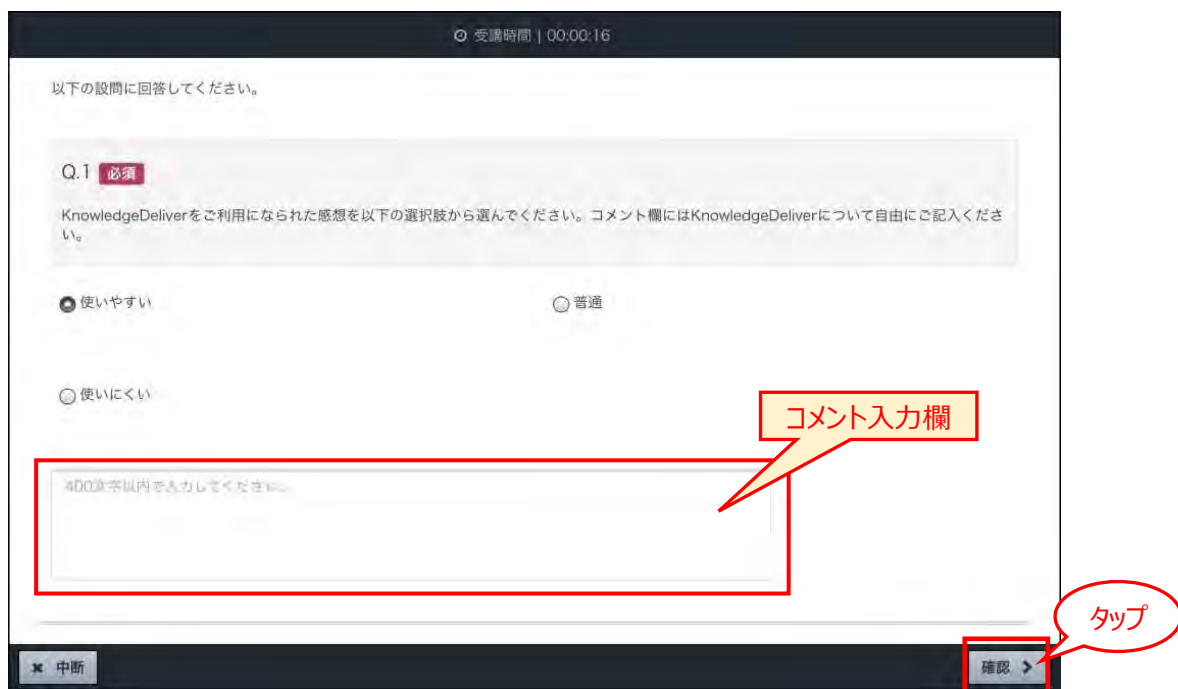 受講時間 | 00:00:16
以下の設問に回答してください。
Q.1 必須
KnowledgeDeliverをご利用になられた感想を以下の選択肢から選んでください。コメント欄にはKnowledgeDeliverについて自由にご記入くださ
い。
使いやすい
普通
使いにくい
コメント入力欄
400文字以内で入力してください。
タップ
中断
確認